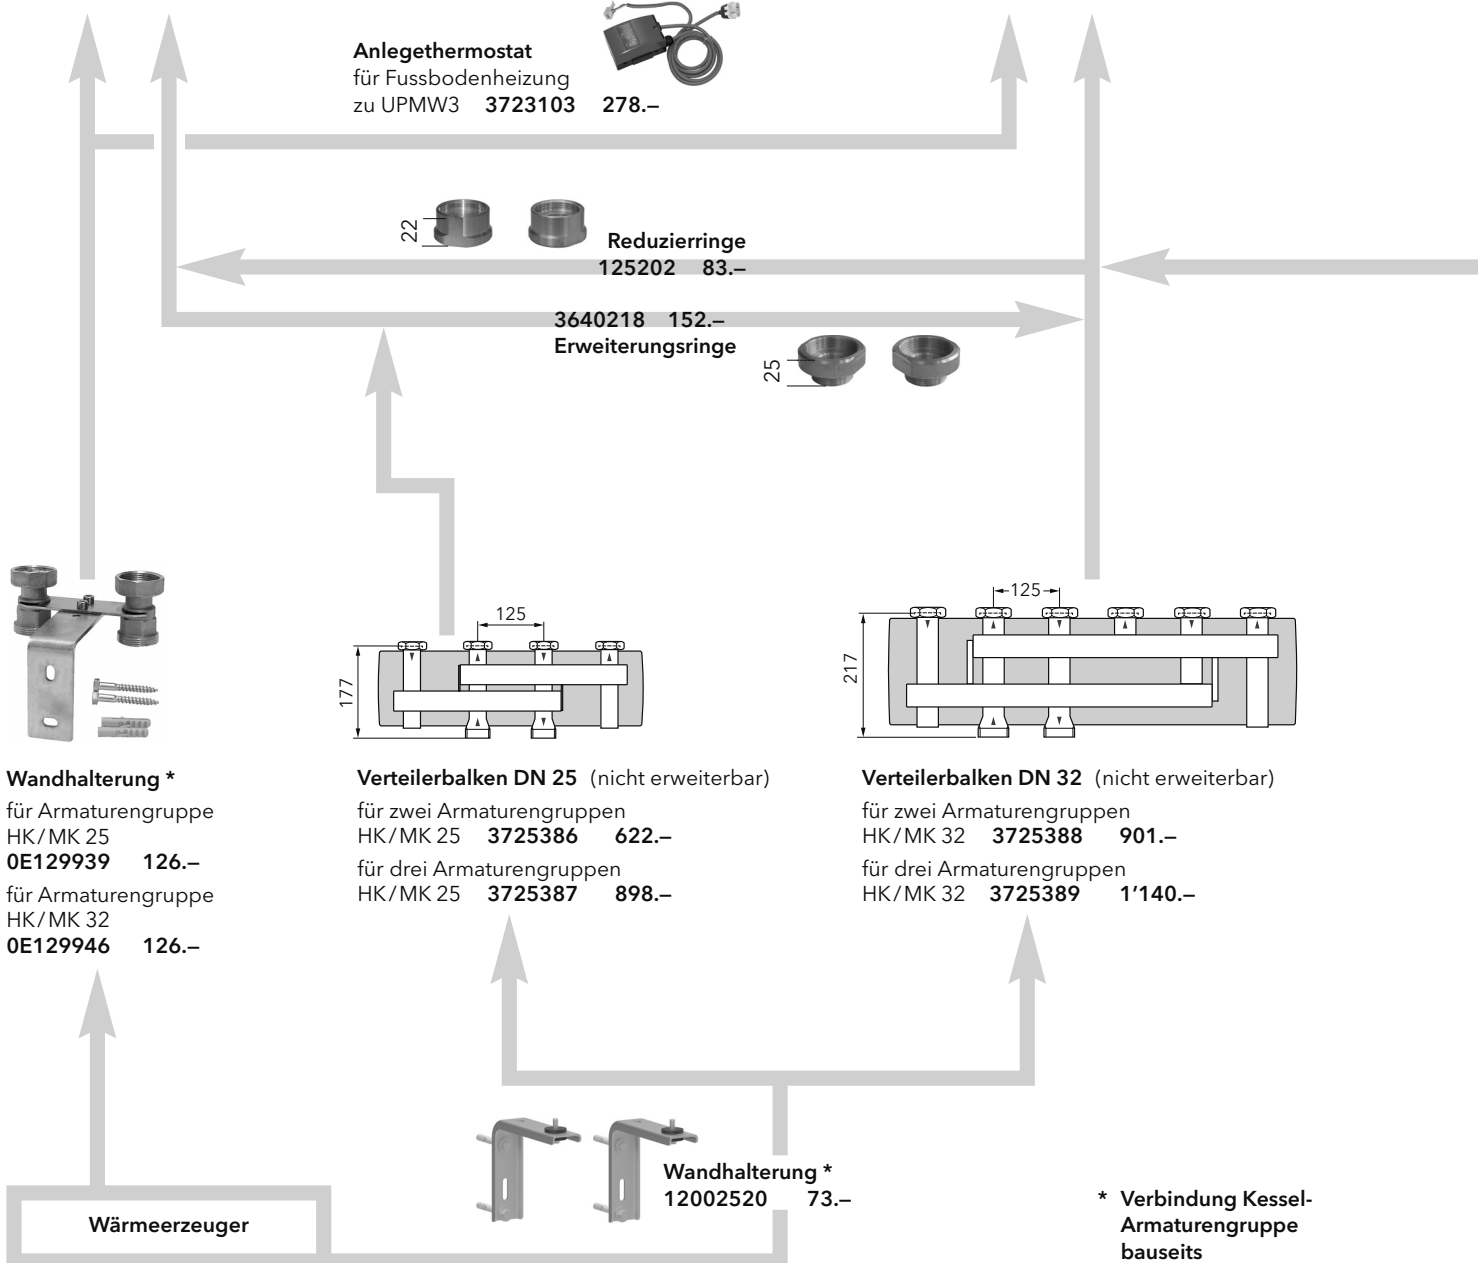 Anlegethermostat
für Fussbodenheizung
zu UPMW3 3723103 278.–
22
Reduzierringe
125202 83.–
3640218 152.–
Erweiterungsringe
25
125
177
125
217
Wandhalterung *
für Armaturengruppe
HK/MK 25
0E129939 126.–
für Armaturengruppe
HK/MK 32
0E129946 126.–
Verteilerbalken DN 25 (nicht erweiterbar)
für zwei Armaturengruppen
HK/MK 25 3725386 622.–
für drei Armaturengruppen
HK/MK 25 3725387 898.–
Verteilerbalken DN 32 (nicht erweiterbar)
für zwei Armaturengruppen
HK/MK 32 3725388 901.–
für drei Armaturengruppen
HK/MK 32 3725389 1’140.–
Wandhalterung *
12002520 73.–
Wärmeerzeuger
* Verbindung Kessel-
Armaturengruppe
bauseits